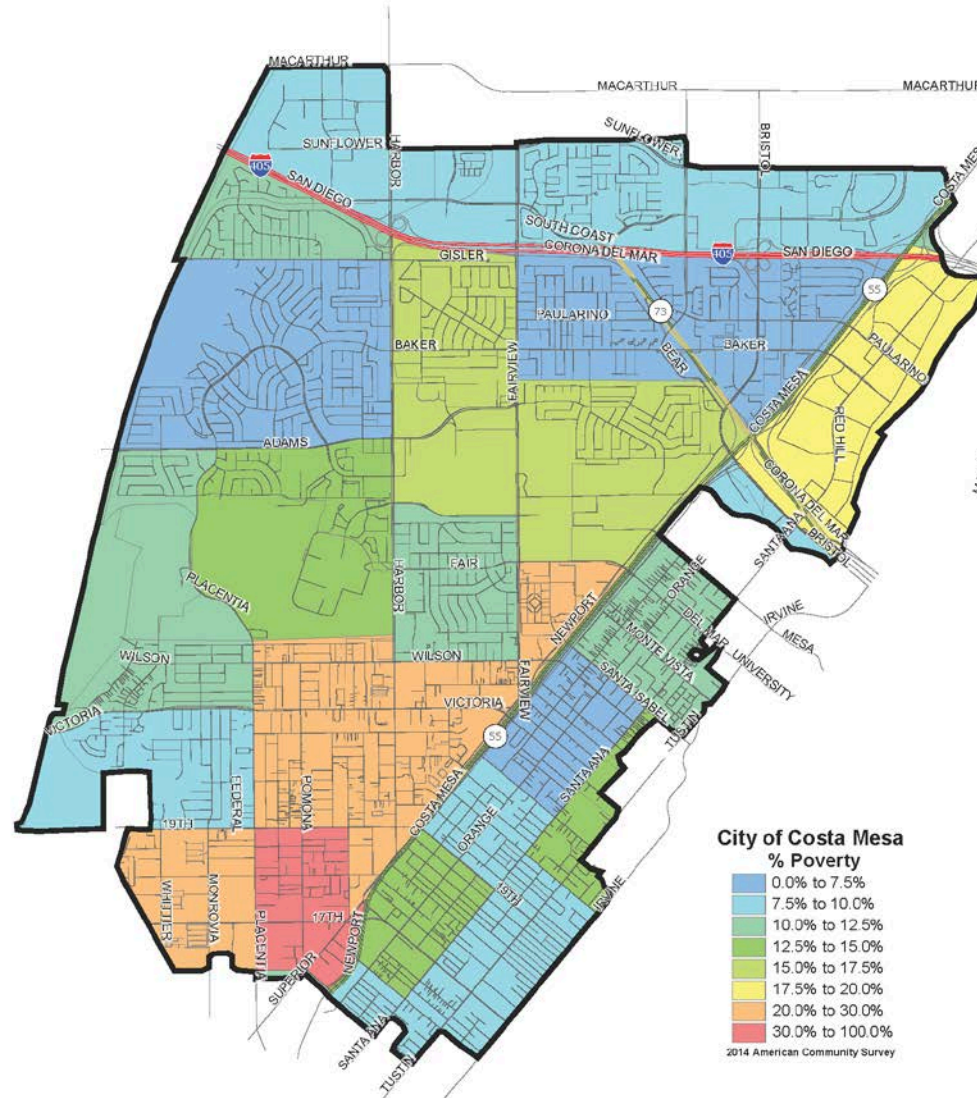 MACARTHUR
MACARTHUR
MACARTHUR
SUNFLOWER
HARBOR
SUNFLOWER
BRISTOL
COSTA MESA
405
SAN DIEGO
SOUTH COAST
CORONA DEL MAR
GISLER
405
SAN DIEGO
55
PAULARINO
73
BAKER
FAIRVIEW
BEAR
BAKER
PAULARINO
COSTA MESA
RED HILL
ADAMS
CORONA DEL MAR
BRISTOL
SANTA ANA
PLACENTIA
HARBOR
FAIR
ORANGE
IRVINE
NEWPORT
MESA
DEL MAR
UNIVERSITY
MONTE VISTA
WILSON
WILSON
FAIRVIEW
SANTA ISABEL
VICTORIA
VICTORIA
TUSTIN
55
SANTA ANA
FEDERAL
POMONA
COSTA MESA
ORANGE
19TH
19TH
IRVINE
WHITTIER
MONROVIA
PLACENTIA
17TH
SUPERIOR
NEWPORT
SANTA ANA
TUSTIN
City of Costa Mesa
% Poverty
0.0% to 7.5%
7.5% to 10.0%
10.0% to 12.5%
12.5% to 15.0%
15.0% to 17.5%
17.5% to 20.0%
20.0% to 30.0%
30.0% to 100.0%
2014 American Community Survey